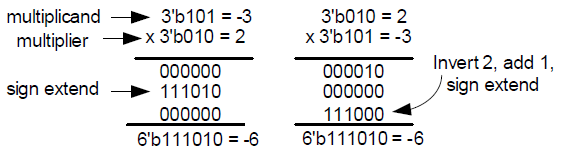 multiplicand 3'b101 = -3 3'b010 = 2
multiplier x 3'b010 = 2 x 3'b101 = -3
000000 000010 Invert 2, add 1,
sign extend 111010 000000 sign extend
000000 111000
6'b111010 = -6 6'b111010 = -6